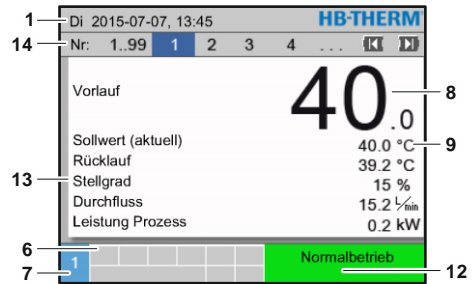 1 Di 2015-07-07, 13:45 HB-THERM
14 Nr: 1..99 1 2 3 4 ...
Vorlauf 40.0 8
Sollwert (aktuell) 40.0 °C 9
Rücklauf 39.2 °C
13 Stellgrad 15 %
Durchfluss 15.2 L/min
Leistung Prozess 0.2 kW
6
7 1 Normalbetrieb 12